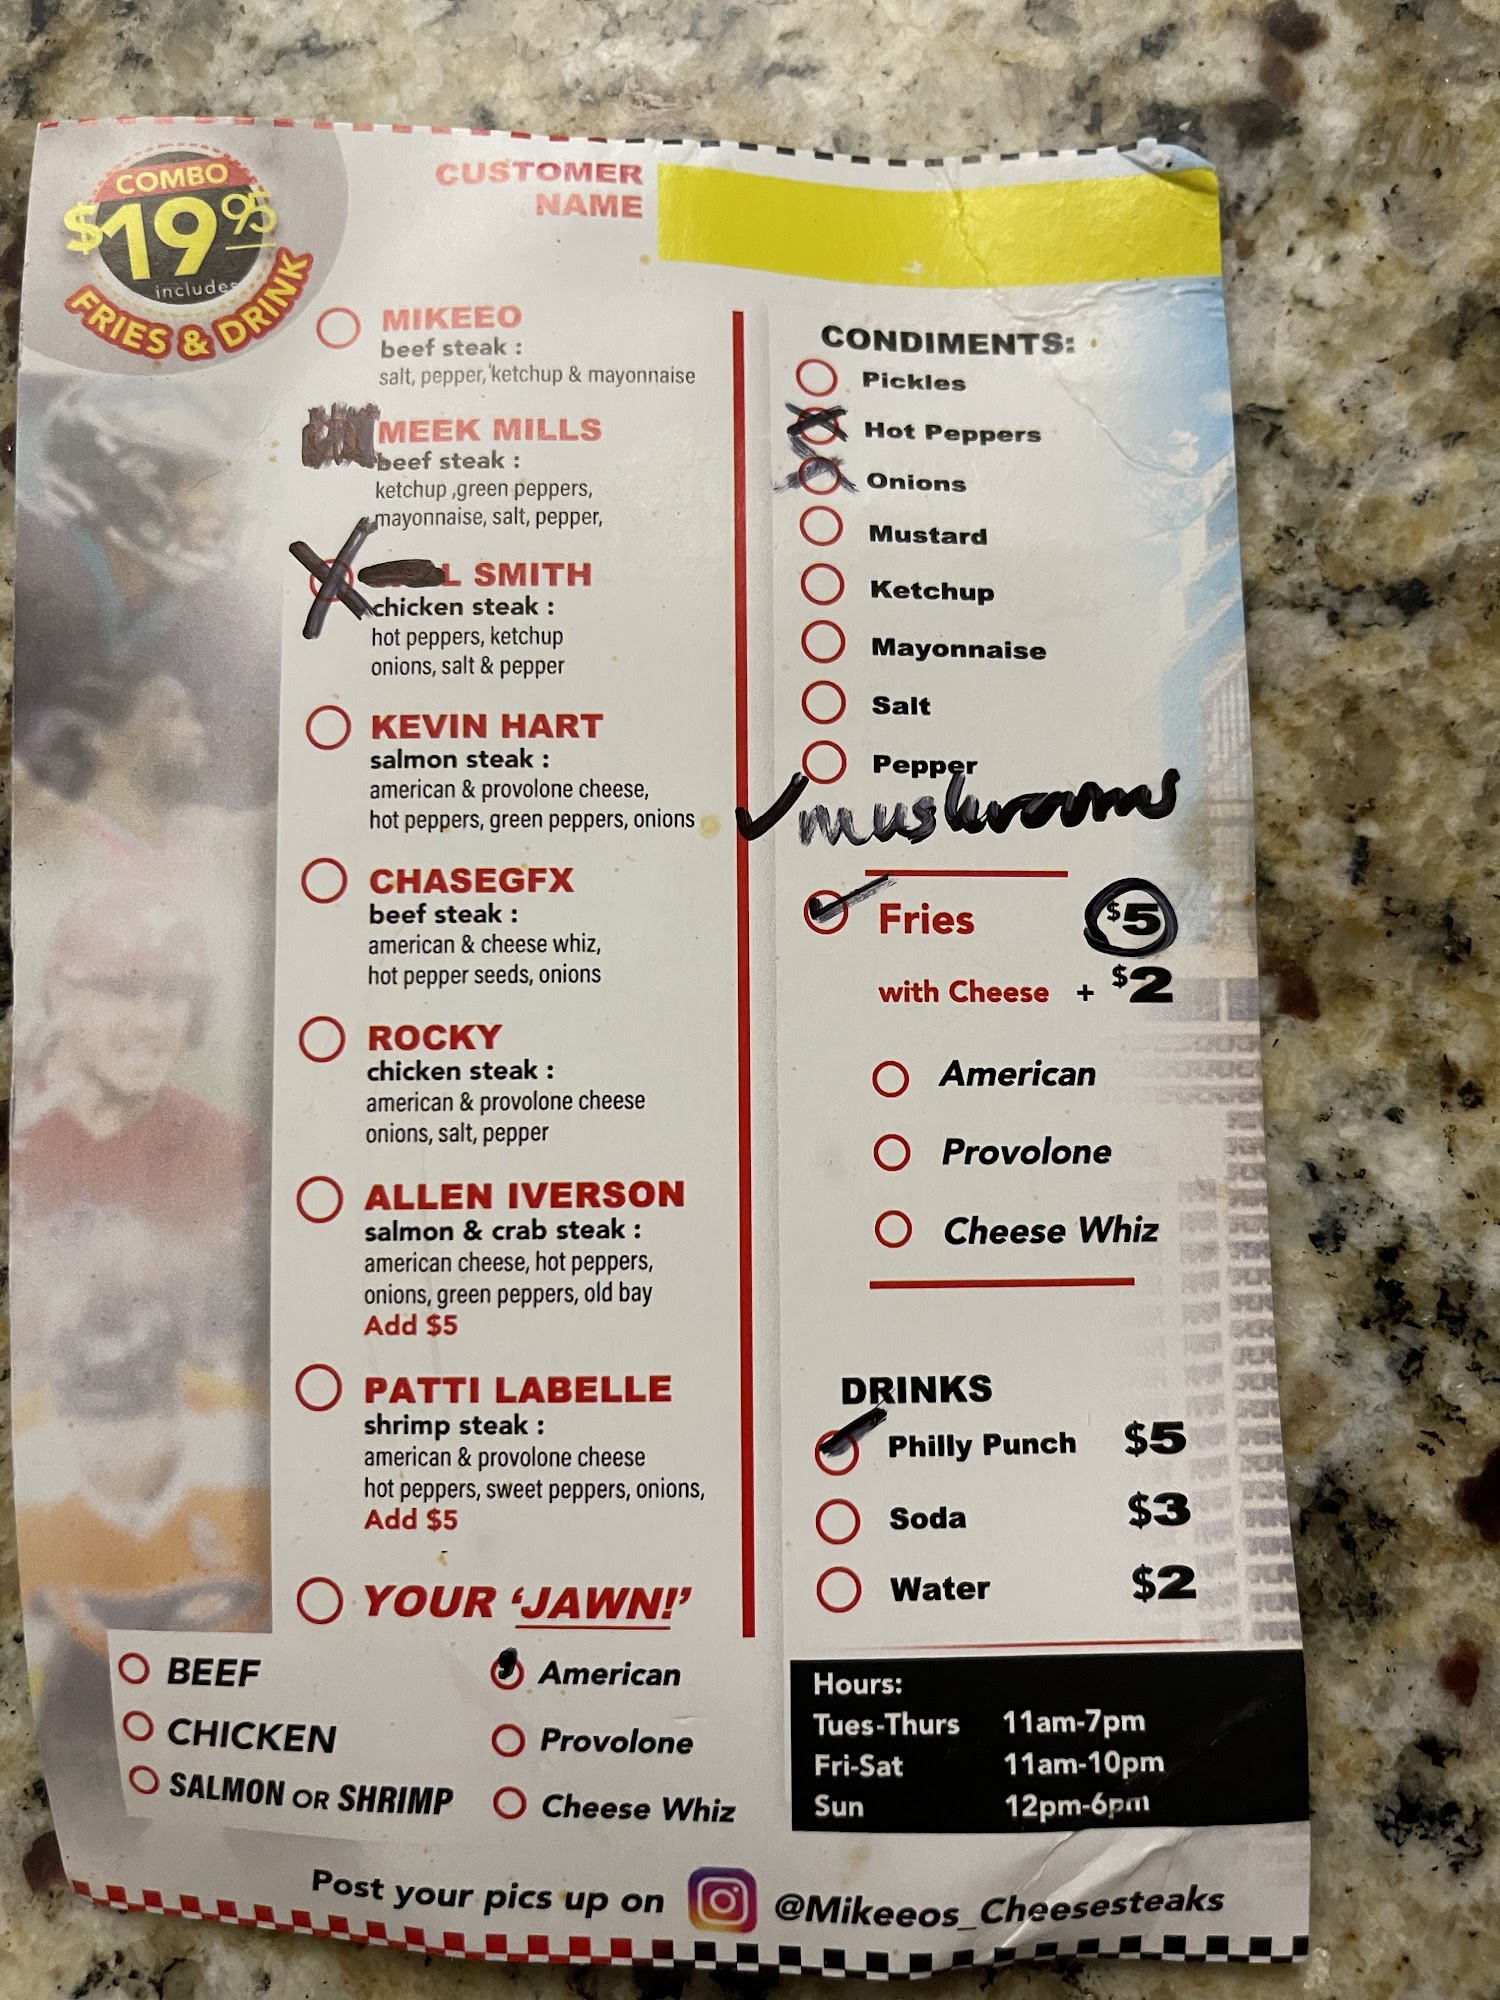 COMBO
$19.95
includes
FRIES & DRINK
CUSTOMER
NAME
MIKEEO
beef steak :
salt, pepper, ketchup & mayonnaise
MEEK MILLS
beef steak :
ketchup ,green peppers,
mayonnaise, salt, pepper,
L SMITH
chicken steak :
hot peppers, ketchup
onions, salt & pepper
KEVIN HART
salmon steak :
american & provolone cheese,
hot peppers, green peppers, onions
CHASEGFX
beef steak :
american & cheese whiz,
hot pepper seeds, onions
ROCKY
chicken steak :
american & provolone cheese
onions, salt, pepper
ALLEN IVERSON
salmon & crab steak :
american cheese, hot peppers,
onions, green peppers, old bay
Add $5
PATTI LABELLE
shrimp steak :
american & provolone cheese
hot peppers, sweet peppers, onions,
Add $5
YOUR ‘JAWN!’
BEEF
CHICKEN
SALMON OR SHRIMP
American
Provolone
Cheese Whiz
CONDIMENTS:
Pickles
Hot Peppers
Onions
Mustard
Ketchup
Mayonnaise
Salt
Pepper
mushrooms
Fries $5
with Cheese + $2
American
Provolone
Cheese Whiz
DRINKS
Philly Punch $5
Soda $3
Water $2
Hours:
Tues-Thurs 11am-7pm
Fri-Sat 11am-10pm
Sun 12pm-6pm
Post your pics up on @Mikeeos_Cheesesteaks